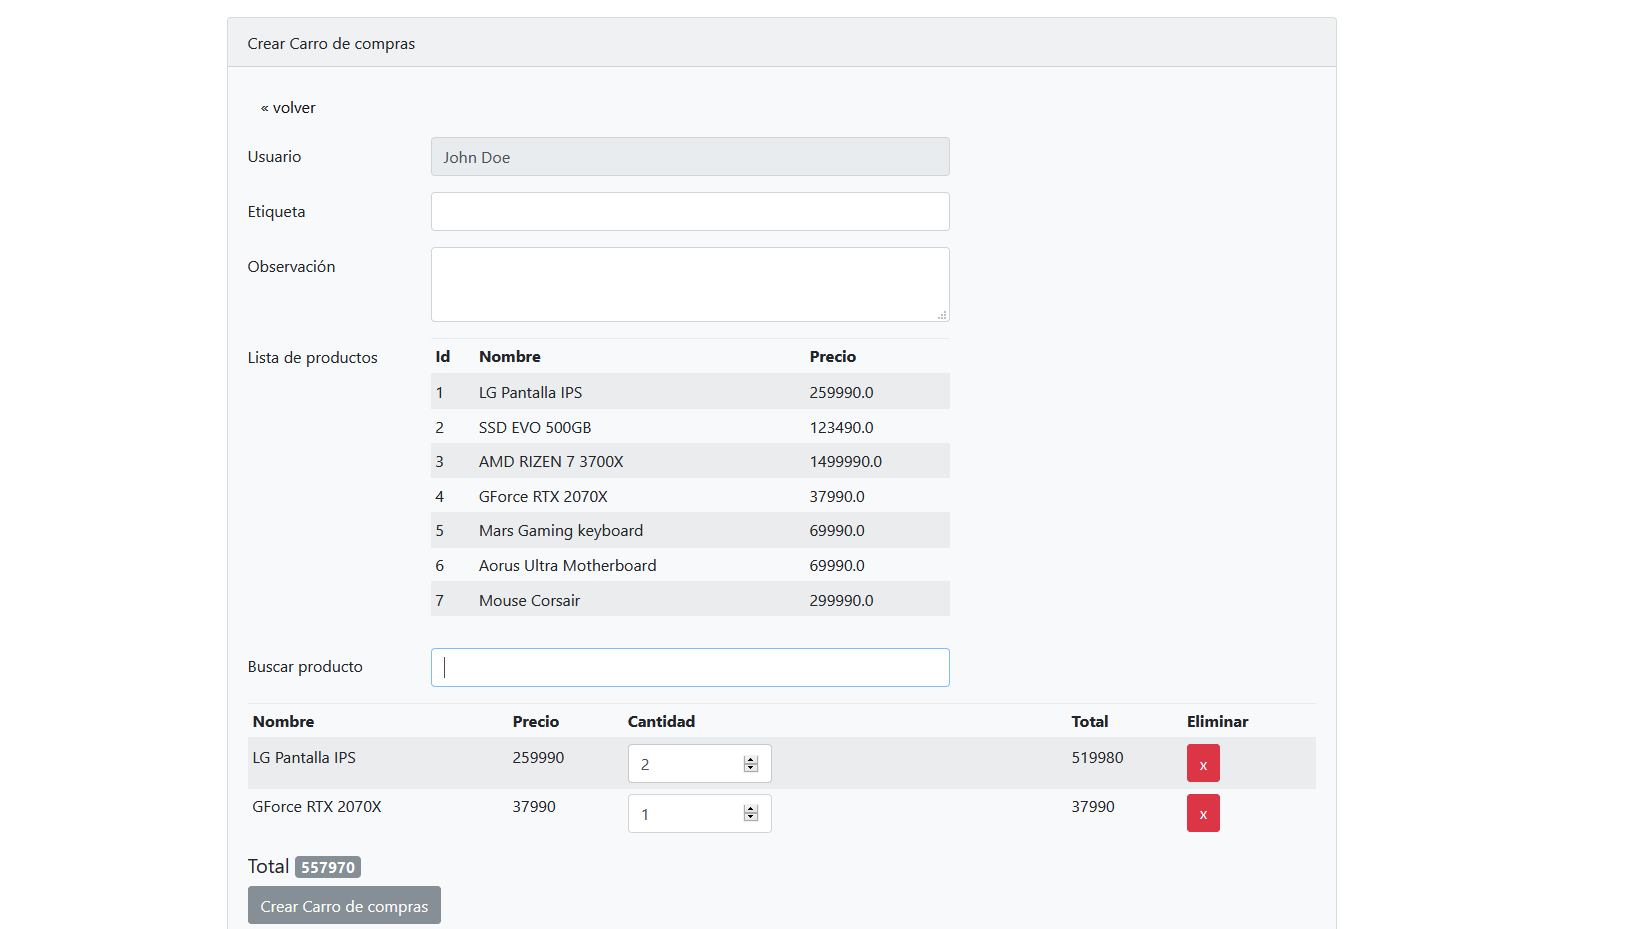 Crear Carro de compras
« volver
Usuario John Doe
Etiqueta
Observación
Lista de productos Id Nombre Precio
1 LG Pantalla IPS 259990.0
2 SSD EVO 500GB 123490.0
3 AMD RIZEN 7 3700X 1499990.0
4 GForce RTX 2070X 37990.0
5 Mars Gaming keyboard 69990.0
6 Aorus Ultra Motherboard 69990.0
7 Mouse Corsair 299990.0
Buscar producto
Nombre Precio Cantidad Total Eliminar
LG Pantalla IPS 259990 2 519980 x
GForce RTX 2070X 37990 1 37990 x
Total 557970
Crear Carro de compras